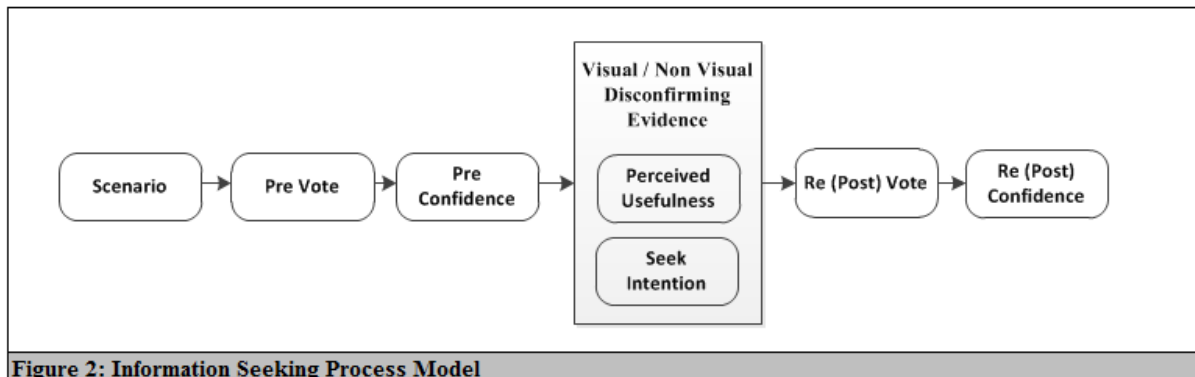 Scenario
Pre Vote
Pre
Confidence
Visual / Non Visual
Disconfirming
Evidence
Perceived
Usefulness
Seek
Intention
Re (Post) Vote
Re (Post)
Confidence
Figure 2: Information Seeking Process Model